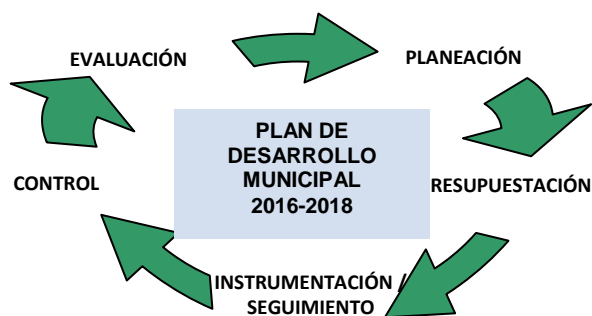 EVALUACIÓN
PLANEACIÓN
PLAN DE
DESARROLLO
MUNICIPAL
2016-2018
CONTROL
RESUPUESTACIÓN
INSTRUMENTACIÓN /
SEGUIMIENTO